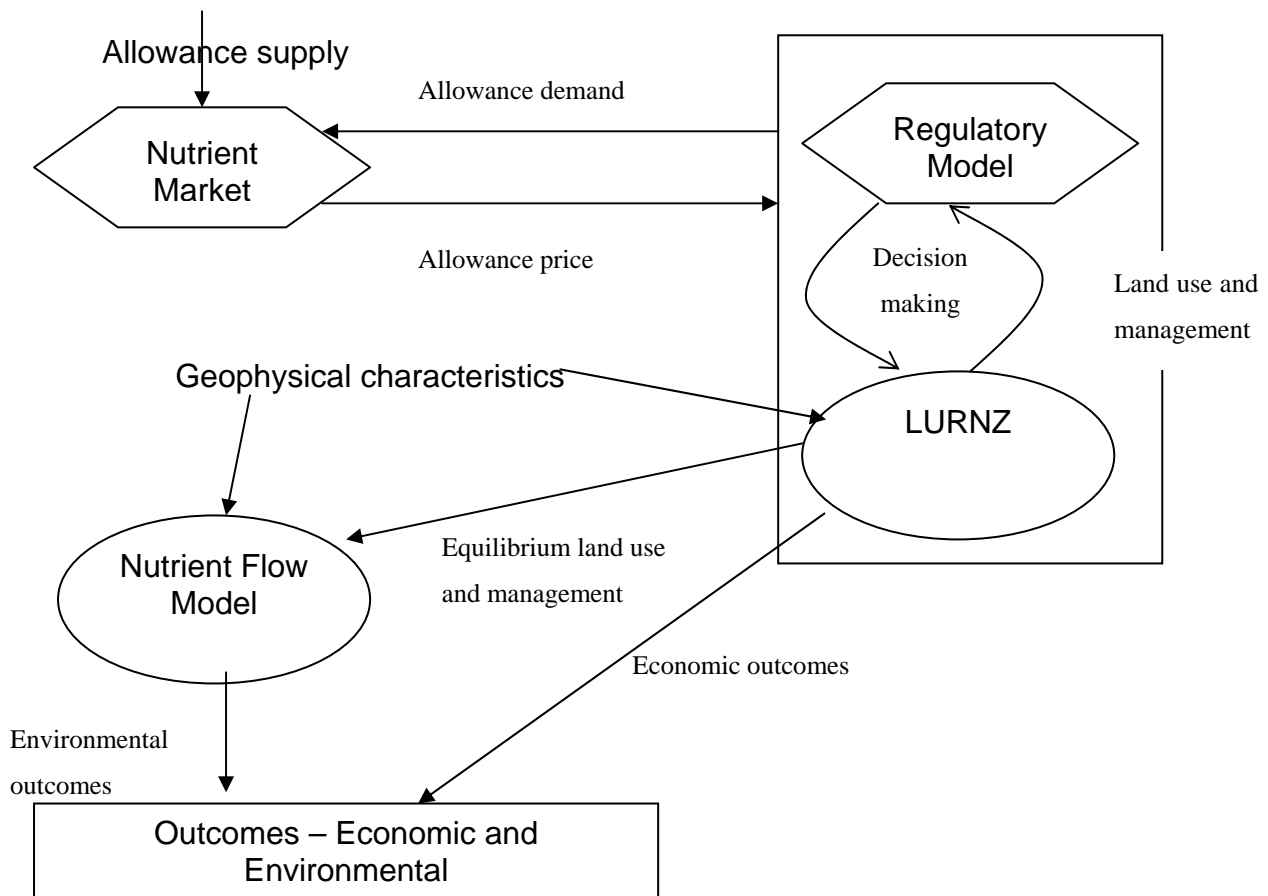 Allowance supply
Allowance demand
Nutrient
Market
Regulatory
Model
Allowance price
Decision
making
Land use and
management
Geophysical characteristics
LURNZ
Nutrient Flow
Model
Equilibrium land use
and management
Economic outcomes
Environmental
outcomes
Outcomes – Economic and
Environmental